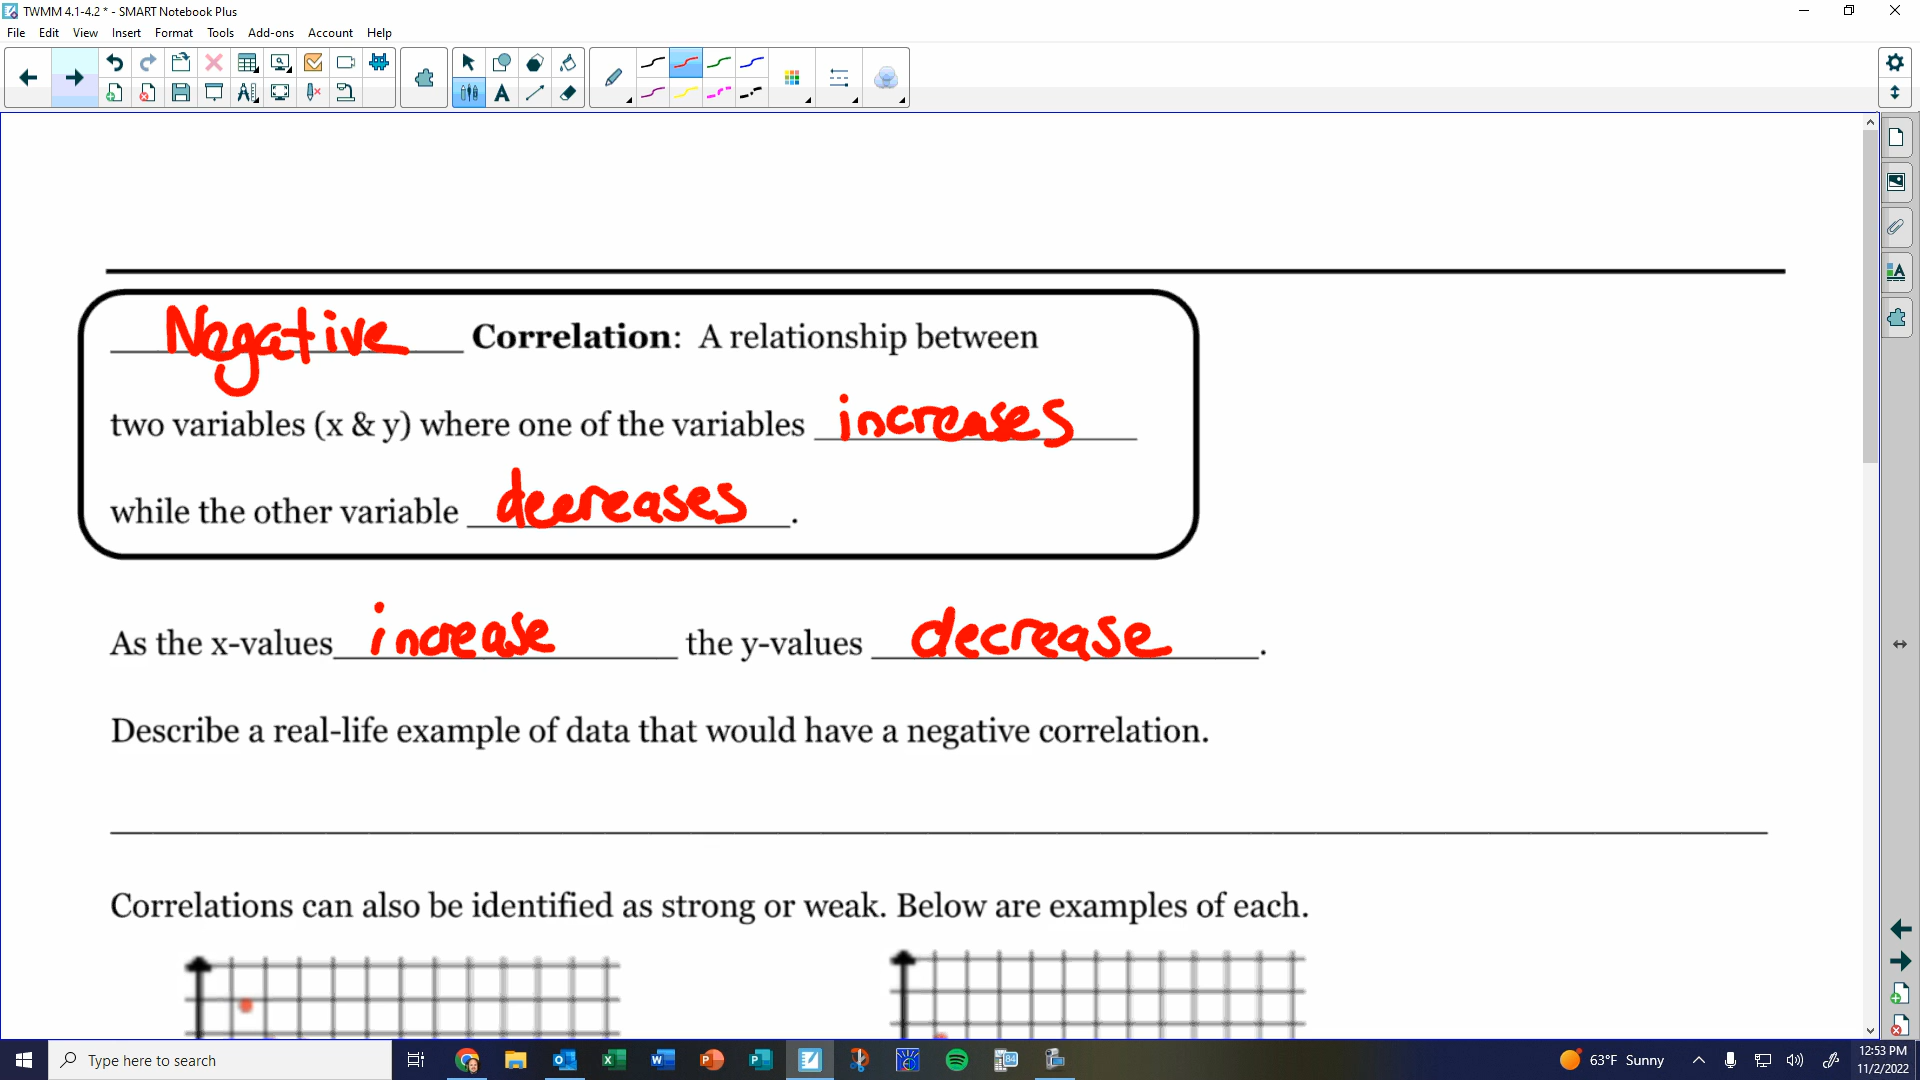 TWMM 4.1-4.2 * - SMART Notebook Plus
File Edit View Insert Format Tools Add-ons Account Help
Negative Correlation: A relationship between
two variables (x & y) where one of the variables increases
while the other variable decreases.
As the x-values increase the y-values decrease.
Describe a real-life example of data that would have a negative correlation.
Correlations can also be identified as strong or weak. Below are examples of each.
Type here to search
63°F Sunny
12:53 PM
11/2/2022